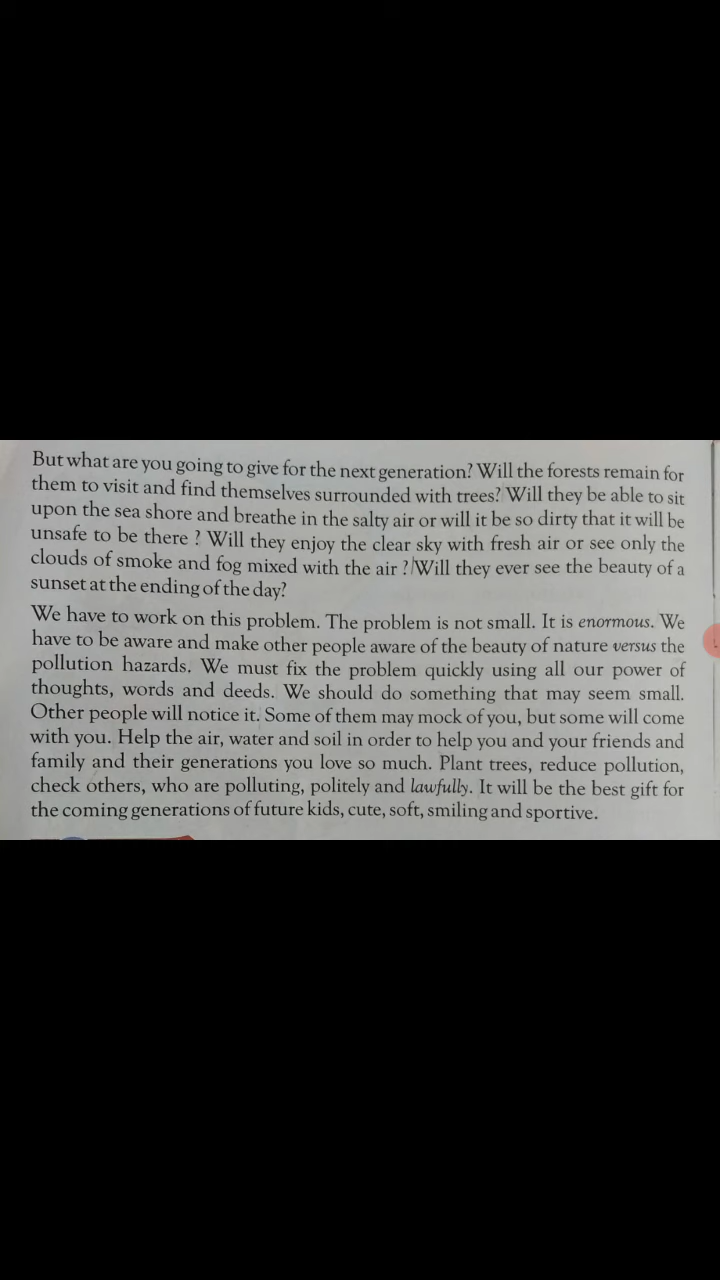 But what are you going to give for the next generation? Will the forests remain for
them to visit and find themselves surrounded with trees? Will they be able to sit
upon the sea shore and breathe in the salty air or will it be so dirty that it will be
unsafe to be there ? Will they enjoy the clear sky with fresh air or see only the
clouds of smoke and fog mixed with the air ? Will they ever see the beauty of a
sunset at the ending of the day?
We have to work on this problem. The problem is not small. It is enormous. We
have to be aware and make other people aware of the beauty of nature versus the
pollution hazards. We must fix the problem quickly using all our power of
thoughts, words and deeds. We should do something that may seem small.
Other people will notice it. Some of them may mock of you, but some will come
with you. Help the air, water and soil in order to help you and your friends and
family and their generations you love so much. Plant trees, reduce pollution,
check others, who are polluting, politely and lawfully. It will be the best gift for
the coming generations of future kids, cute, soft, smiling and sportive.